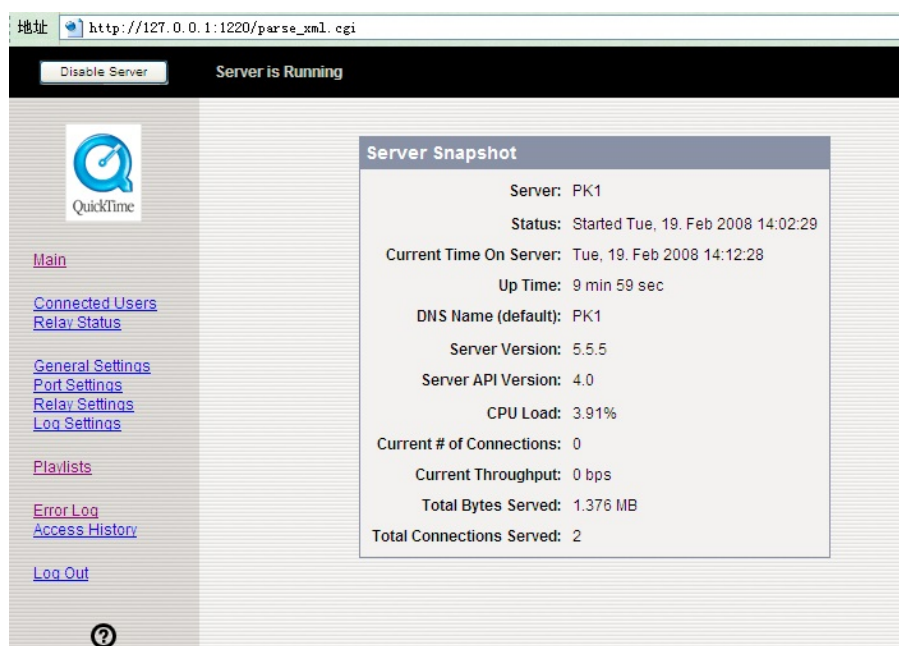 地址 http://127.0.0.1:1220/parse_xml.cgi
Disable Server Server is Running
QuickTime
Main
Connected Users
Relay Status
General Settings
Port Settings
Relay Settings
Log Settings
Playlists
Error Log
Access History
Log Out
?
Server Snapshot
Server: PK1
Status: Started Tue, 19. Feb 2008 14:02:29
Current Time On Server: Tue, 19. Feb 2008 14:12:28
Up Time: 9 min 59 sec
DNS Name (default): PK1
Server Version: 5.5.5
Server API Version: 4.0
CPU Load: 3.91%
Current # of Connections: 0
Current Throughput: 0 bps
Total Bytes Served: 1.376 MB
Total Connections Served: 2